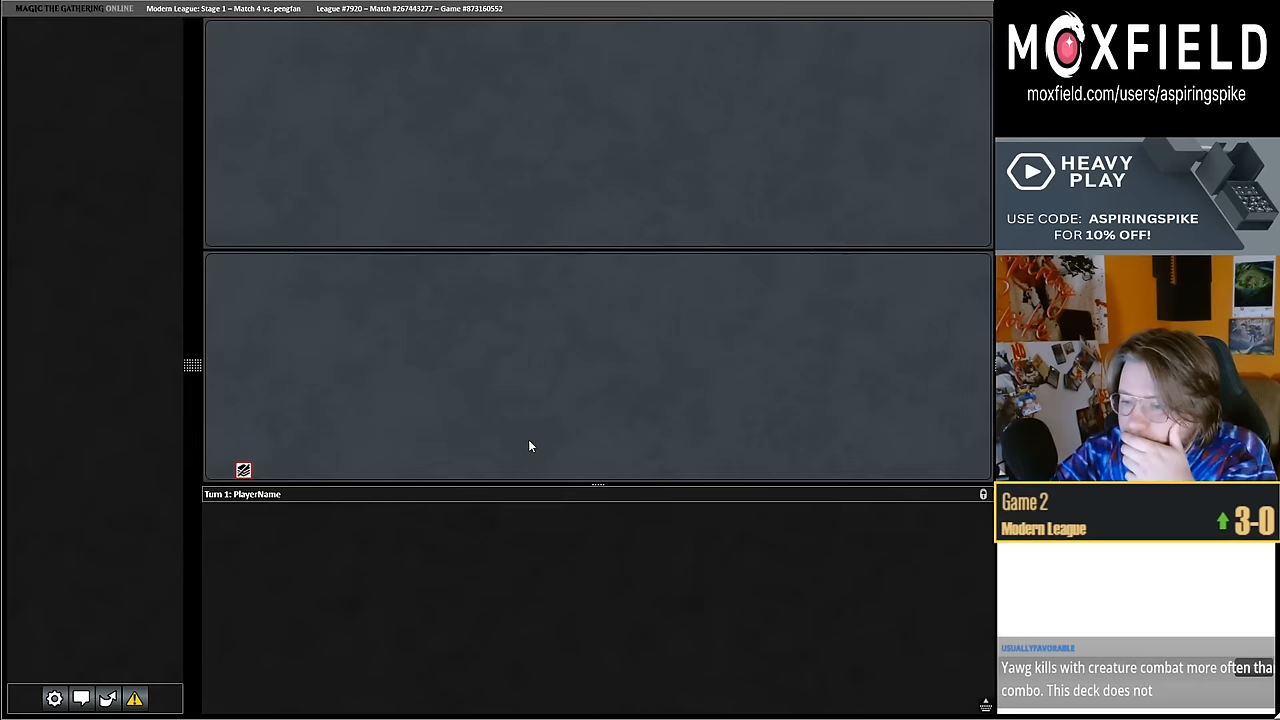 MAGIC THE GATHERING ONLINE Modern League: Stage 1 – Match 4 vs. pengfan League #7920 – Match #267443277 – Game #873160552
MOXFIELD
moxfield.com/users/aspiringspike
HEAVY
PLAY
USE CODE: ASPIRINGSPIKE
FOR 10% OFF!
Turn 1: PlayerName
Game 2
Modern League
3-0
USUALLYFAVORABLE
Yawg kills with creature combat more often tha
combo. This deck does not